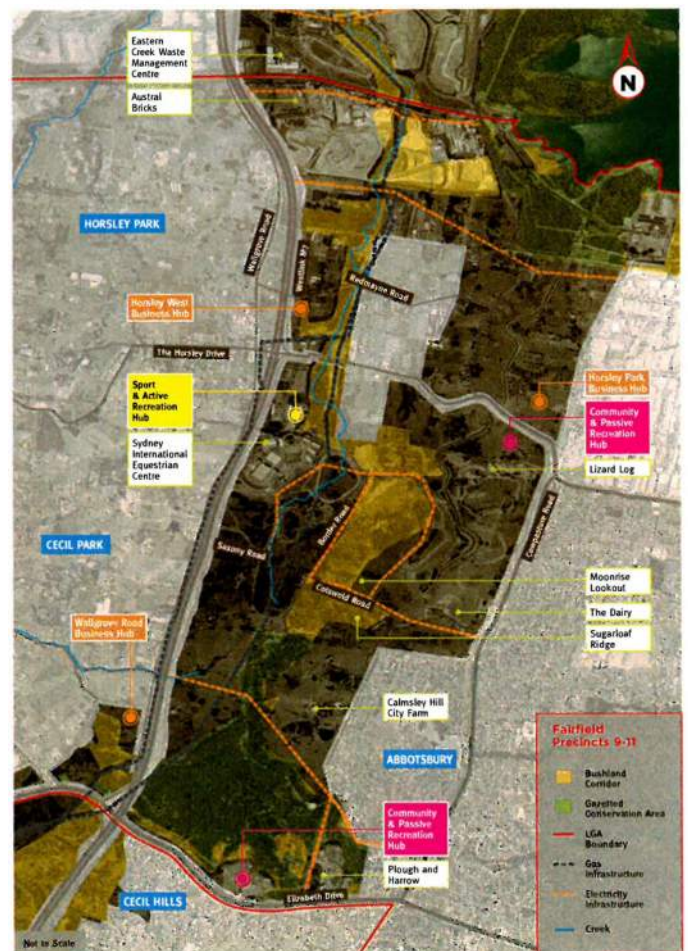 Eastern
Creek Waste
Management
Centre
Austral
Bricks
N
HORSLEY PARK
Wallgrove Road
Westlink M7
Redmayne Road
Horsley West
Business Hub
The Horsley Drive
Sport
& Active
Recreation
Hub
Horsley Park
Business Hub
Community
& Passive
Recreation
Hub
Sydney
International
Equestrian
Centre
Lizard Log
Cowpasture Road
CECIL PARK
Saxony Road
Border Road
Cotswold Road
Moonrise
Lookout
The Dairy
Sugarloaf
Ridge
Wallgrove Road
Business Hub
Calmsley Hill
City Farm
ABBOTSBURY
Community
& Passive
Recreation
Hub
Plough and
Harrow
Elizabeth Drive
CECIL HILLS
Fairfield
Precincts 9-11
Bushland
Corridor
Gazetted
Conservation Area
LGA
Boundary
Gas
Infrastructure
Electricity
Infrastructure
Creek
Not to Scale